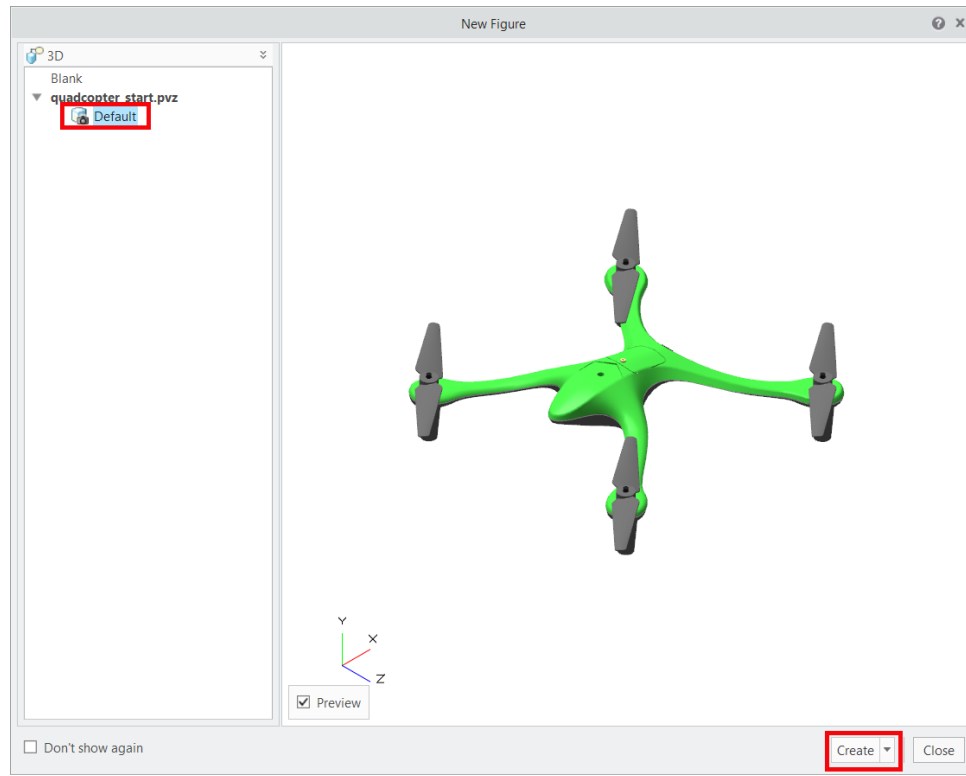 New Figure
3D
Blank
quadcopter_start.pvz
Default
Y
X
Z
Preview
Don't show again
Create
Close